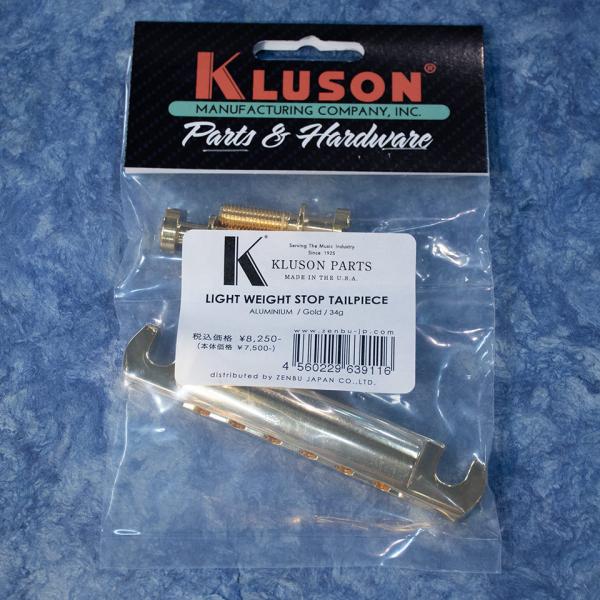 KLUSON®
MANUFACTURING COMPANY, INC.
Parts & Hardware
K®
Serving The Music Industry
Since 1925
KLUSON PARTS
MADE IN THE U.S.A.
LIGHT WEIGHT STOP TAILPIECE
ALUMINIUM / Gold / 34g
税込価格 ¥8,250-
(本体価格 ¥7,500-)
www.zenbu-jp.com
4 560229 639116
distributed by ZENBU JAPAN CO.,LTD.